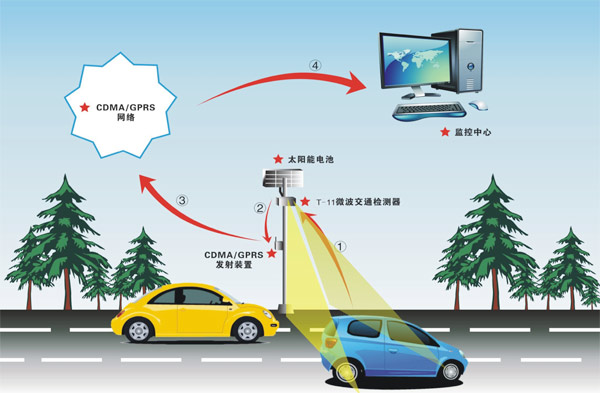 ④
CDMA/GPRS
网络
监控中心
太阳能电池
③
②
T-11微波交通检测器
①
CDMA/GPRS
发射装置